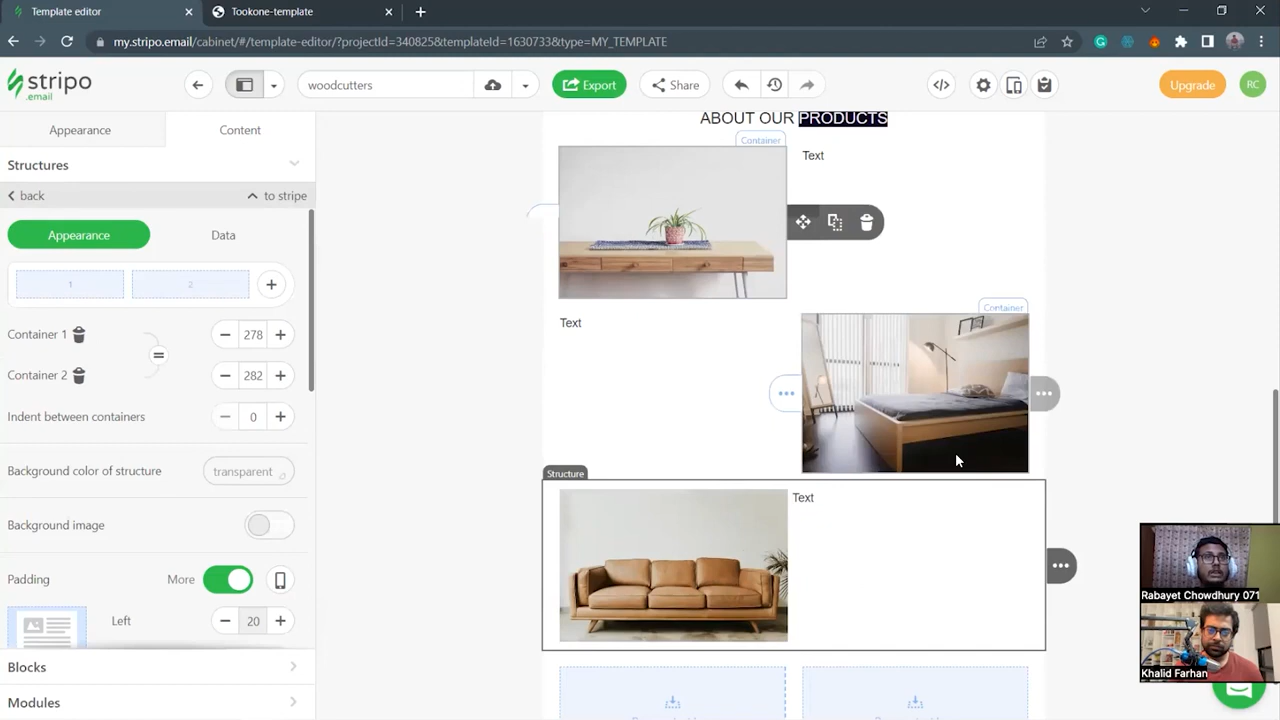 Template editor
Tookone-template
my.stripo.email/cabinet/#/template-editor/?projectId=340825&templateId=1630733&type=MY_TEMPLATE
stripo
.email
woodcutters
Export
Share
Upgrade
RC
Appearance
Content
Structures
back
to stripe
Appearance
Data
1
2
Container 1
278
Container 2
282
Indent between containers
0
Background color of structure
transparent
Background image
Padding
More
Left
20
Blocks
Modules
ABOUT OUR PRODUCTS
Container
Text
Container
Text
Structure
Text
Rabayet Chowdhury 071
Khalid Farhan